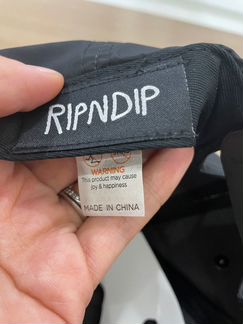 RIPNDIP
WARNING
This product may cause
joy & happiness
MADE IN CHINA